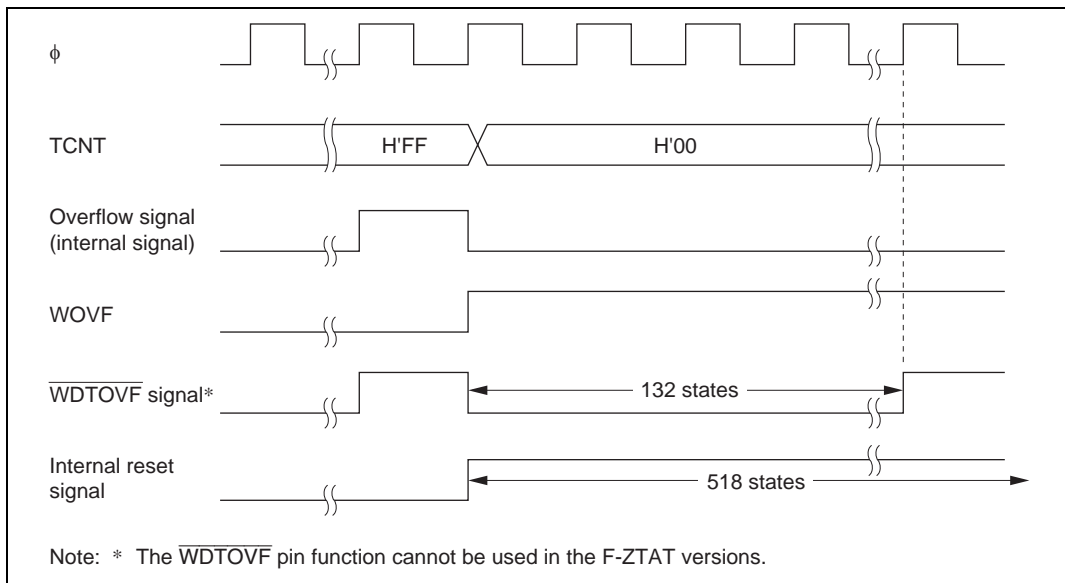 ϕ
TCNT
H'FF
H'00
Overflow signal
(internal signal)
WOVF
WDTOVF signal*
132 states
Internal reset
signal
518 states
Note: * The WDTOVF pin function cannot be used in the F-ZTAT versions.